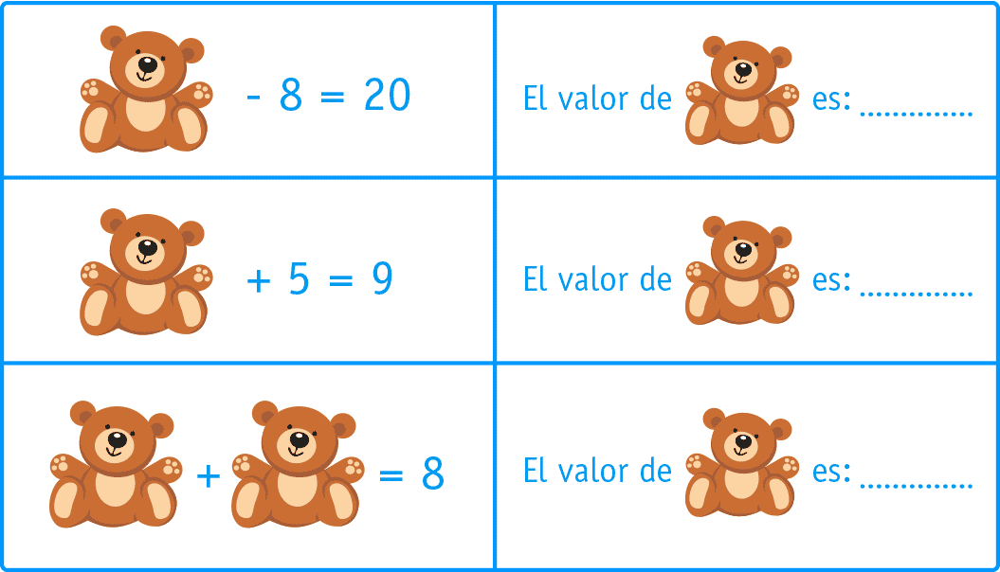 - 8 = 20
El valor de es: .............
+ 5 = 9
El valor de es: .............
+ = 8
El valor de es: .............